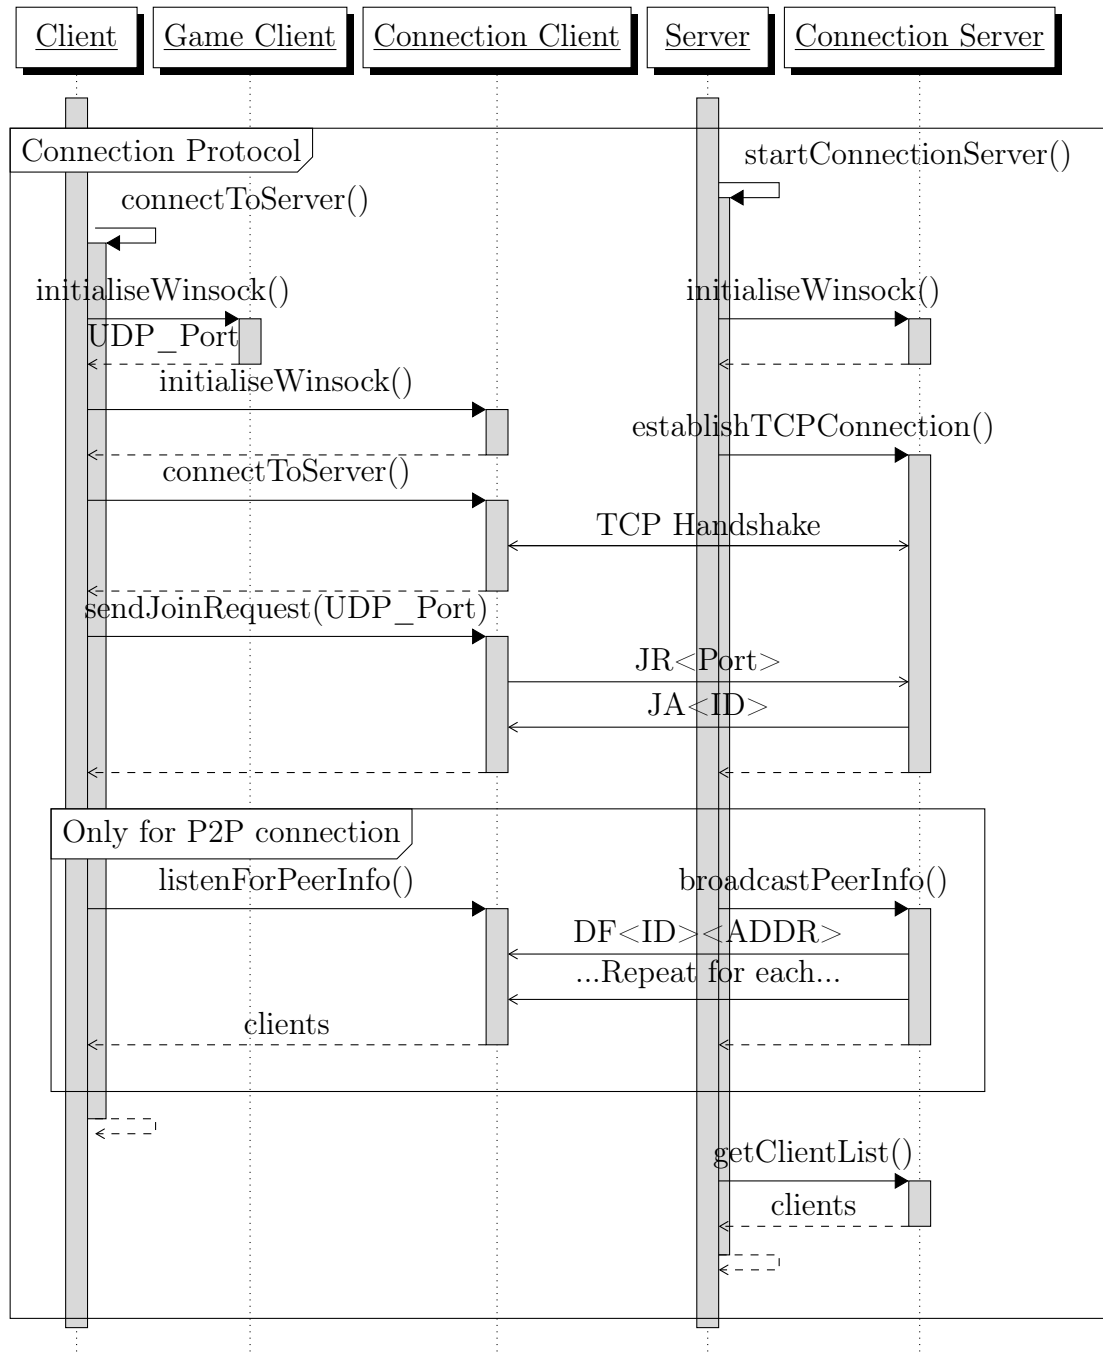 Client
Game Client
Connection Client
Server
Connection Server
Connection Protocol
startConnectionServer()
connectToServer()
initialiseWinsock()
initialiseWinsock()
UDP_Port
initialiseWinsock()
establishTCPConnection()
connectToServer()
TCP Handshake
sendJoinRequest(UDP_Port)
JR<Port>
JA<ID>
Only for P2P connection
listenForPeerInfo()
broadcastPeerInfo()
DF<ID><ADDR>
...Repeat for each...
clients
getClientList()
clients